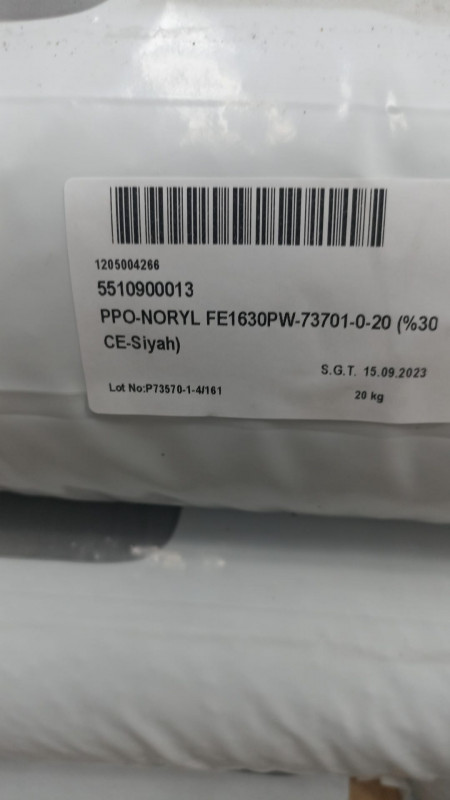 1205004266
5510900013
PPO-NORYL FE1630PW-73701-0-20 (%30
CE-Siyah)
S.G.T. 15.09.2023
Lot No:P73570-1-4/161
20 kg